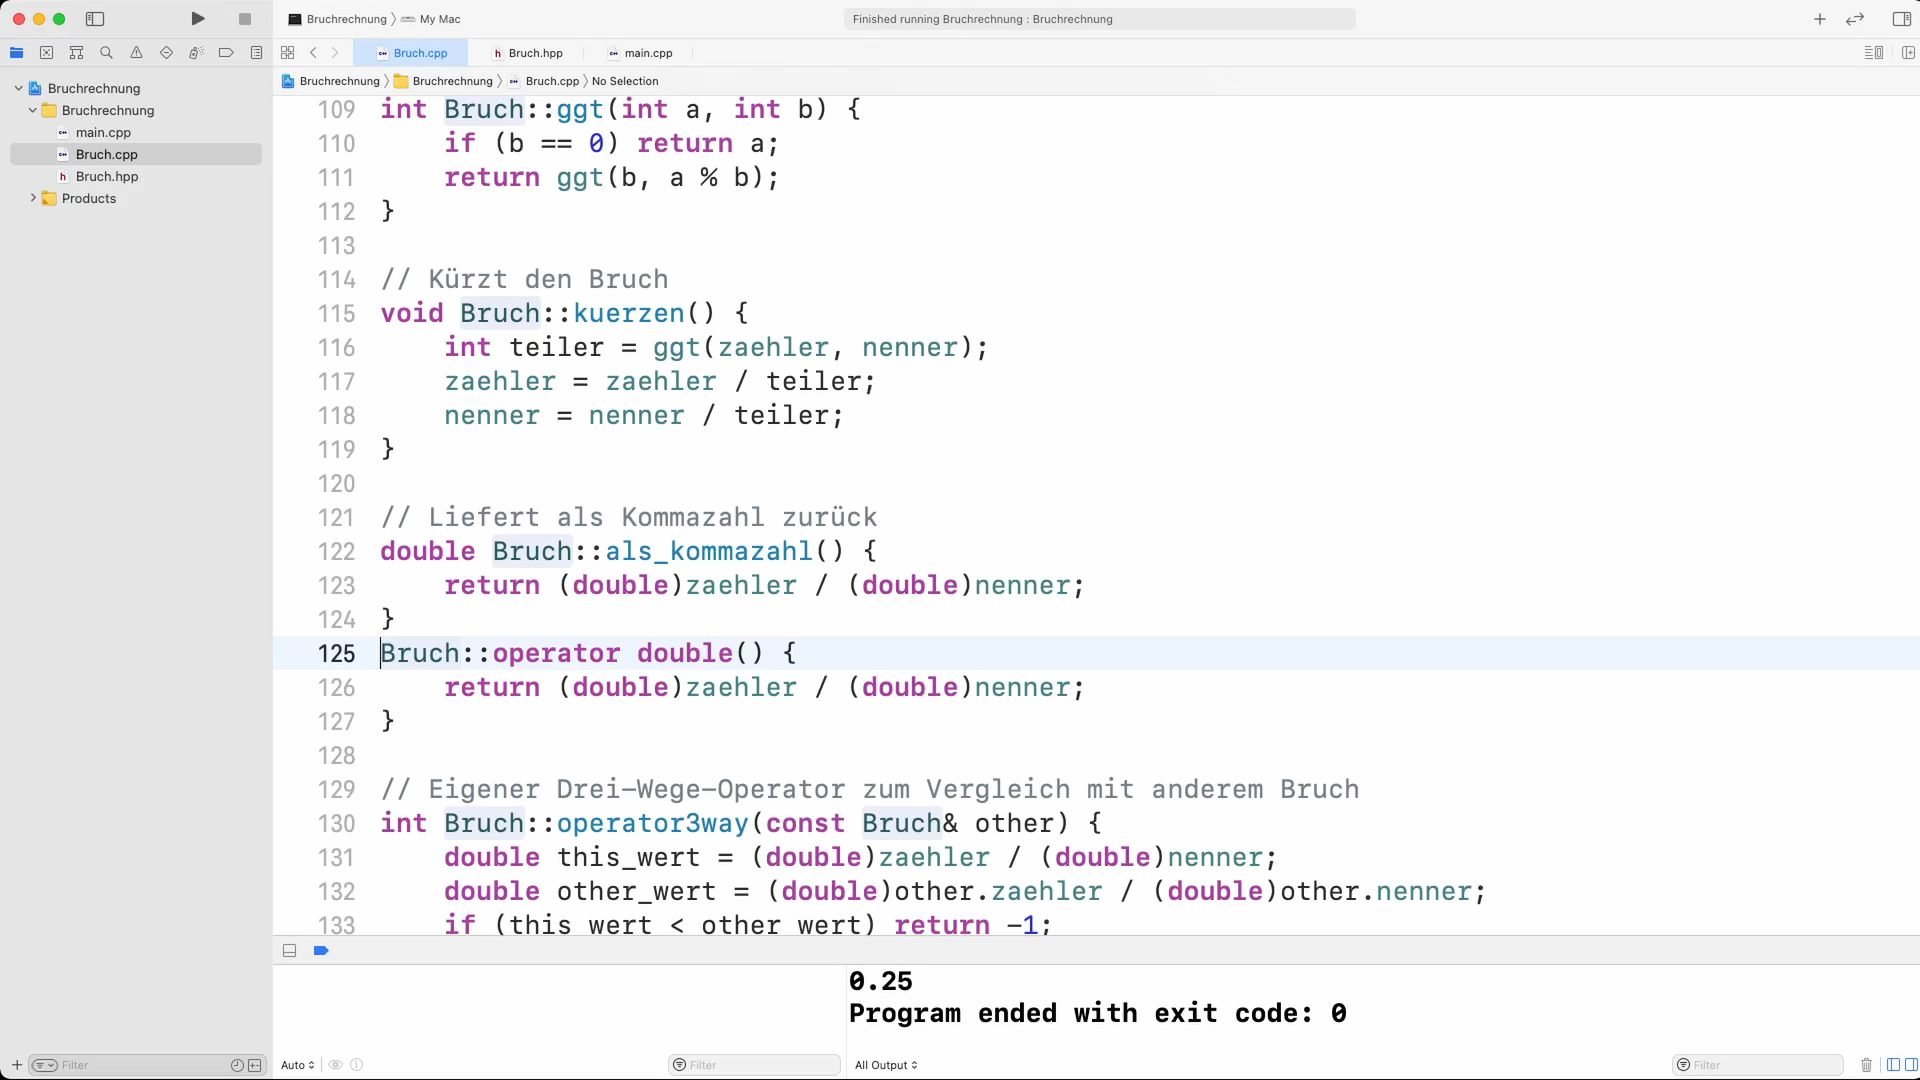 Bruchrechnung 〉 My Mac
Finished running Bruchrechnung : Bruchrechnung
Bruch.cpp
Bruch.hpp
main.cpp
Bruchrechnung 〉 Bruchrechnung 〉 Bruch.cpp 〉 No Selection
Bruchrechnung
Bruchrechnung
main.cpp
Bruch.cpp
Bruch.hpp
Products
109 int Bruch::ggt(int a, int b) {
110     if (b == 0) return a;
111     return ggt(b, a % b);
112 }
113
114 // Kürzt den Bruch
115 void Bruch::kuerzen() {
116     int teiler = ggt(zaehler, nenner);
117     zaehler = zaehler / teiler;
118     nenner = nenner / teiler;
119 }
120
121 // Liefert als Kommazahl zurück
122 double Bruch::als_kommazahl() {
123     return (double)zaehler / (double)nenner;
124 }
125 Bruch::operator double() {
126     return (double)zaehler / (double)nenner;
127 }
128
129 // Eigener Drei-Wege-Operator zum Vergleich mit anderem Bruch
130 int Bruch::operator3way(const Bruch& other) {
131     double this_wert = (double)zaehler / (double)nenner;
132     double other_wert = (double)other.zaehler / (double)other.nenner;
133     if (this_wert < other_wert) return -1;
0.25
Program ended with exit code: 0
Filter
Auto
Filter
All Output
Filter